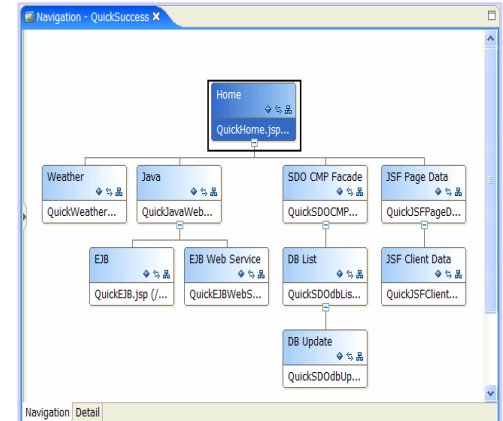 Navigation - QuickSuccess
Home
QuickHome.jsp...
Weather
QuickWeather...
Java
QuickJavaWeb...
SDO CMP Facade
QuickSDOCMP...
JSF Page Data
QuickJSFPageD...
EJB
QuickEJB.jsp (/...
EJB Web Service
QuickEJBWebS...
DB List
QuickSDOdbLis...
JSF Client Data
QuickJSFClient...
DB Update
QuickSDOdbUp...
Navigation Detail